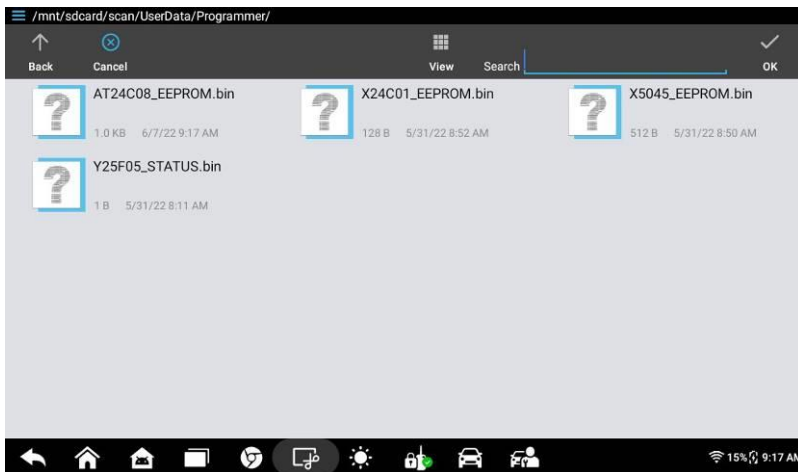 /mnt/sdcard/scan/UserData/Programmer/
Back Cancel View Search OK
AT24C08_EEPROM.bin X24C01_EEPROM.bin X5045_EEPROM.bin
1.0 KB 6/7/22 9:17 AM 128 B 5/31/22 8:52 AM 512 B 5/31/22 8:50 AM
Y25F05_STATUS.bin
1 B 5/31/22 8:11 AM
15% 9:17 AM